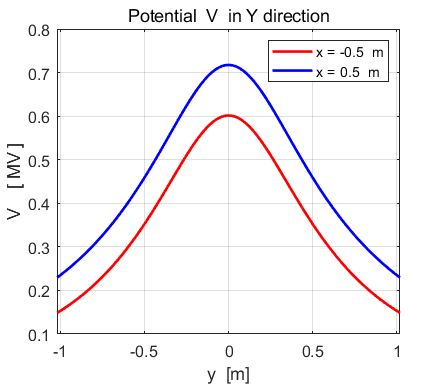 Potential V in Y direction
x = -0.5 m
x = 0.5 m
V [ MV ]
0.8
0.7
0.6
0.5
0.4
0.3
0.2
0.1
-1
-0.5
0
0.5
1
y [m]